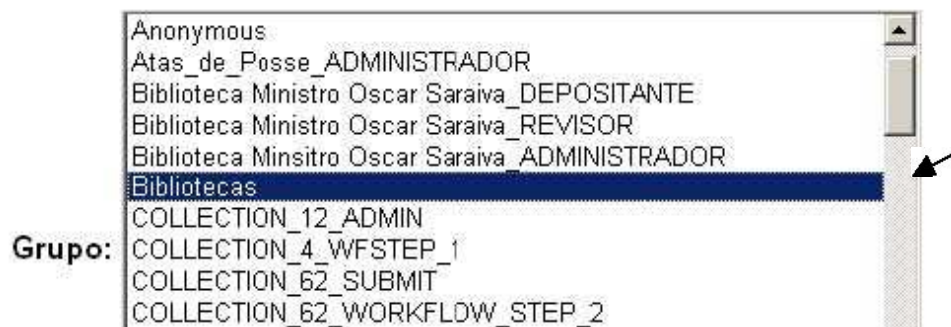 Anonymous
Atas_de_Posse_ADMINISTRADOR
Biblioteca Ministro Oscar Saraiva_DEPOSITANTE
Biblioteca Ministro Oscar Saraiva_REVISOR
Biblioteca Minsitro Oscar Saraiva_ADMINISTRADOR
Bibliotecas
COLLECTION_12_ADMIN
Grupo: COLLECTION_4_WFSTEP_1
COLLECTION_62_SUBMIT
COLLECTION_62_WORKFLOW_STEP_2